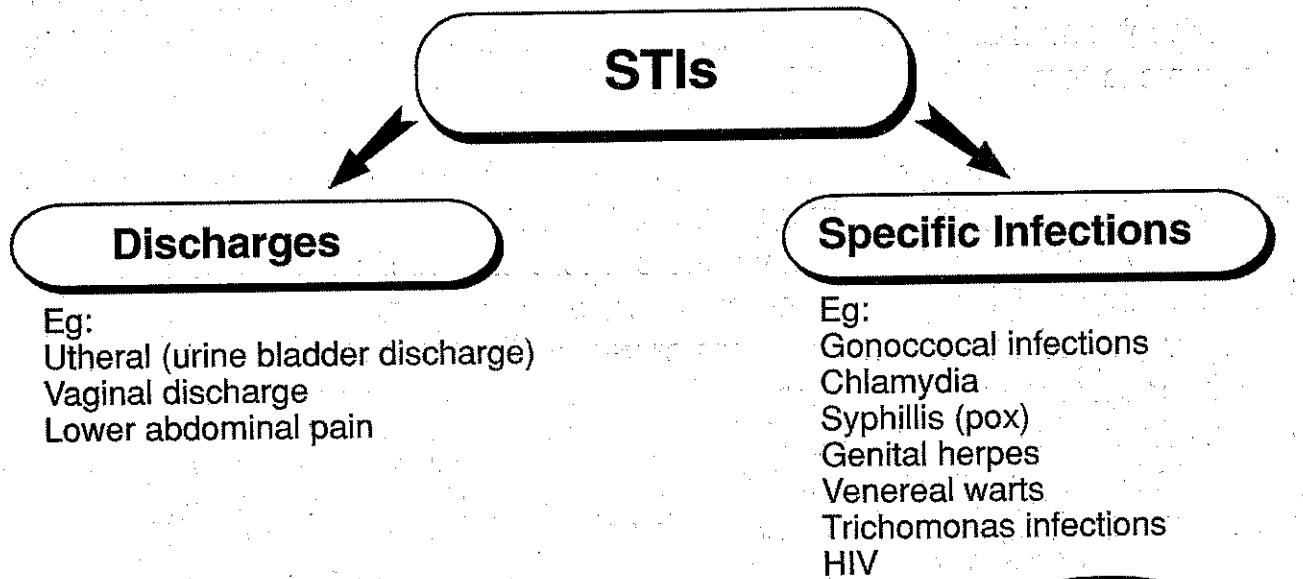 STIs
Discharges
Eg:
Utheral (urine bladder discharge)
Vaginal discharge
Lower abdominal pain
Specific Infections
Eg:
Gonoccocal infections
Chlamydia
Syphillis (pox)
Genital herpes
Venereal warts
Trichomonas infections
HIV